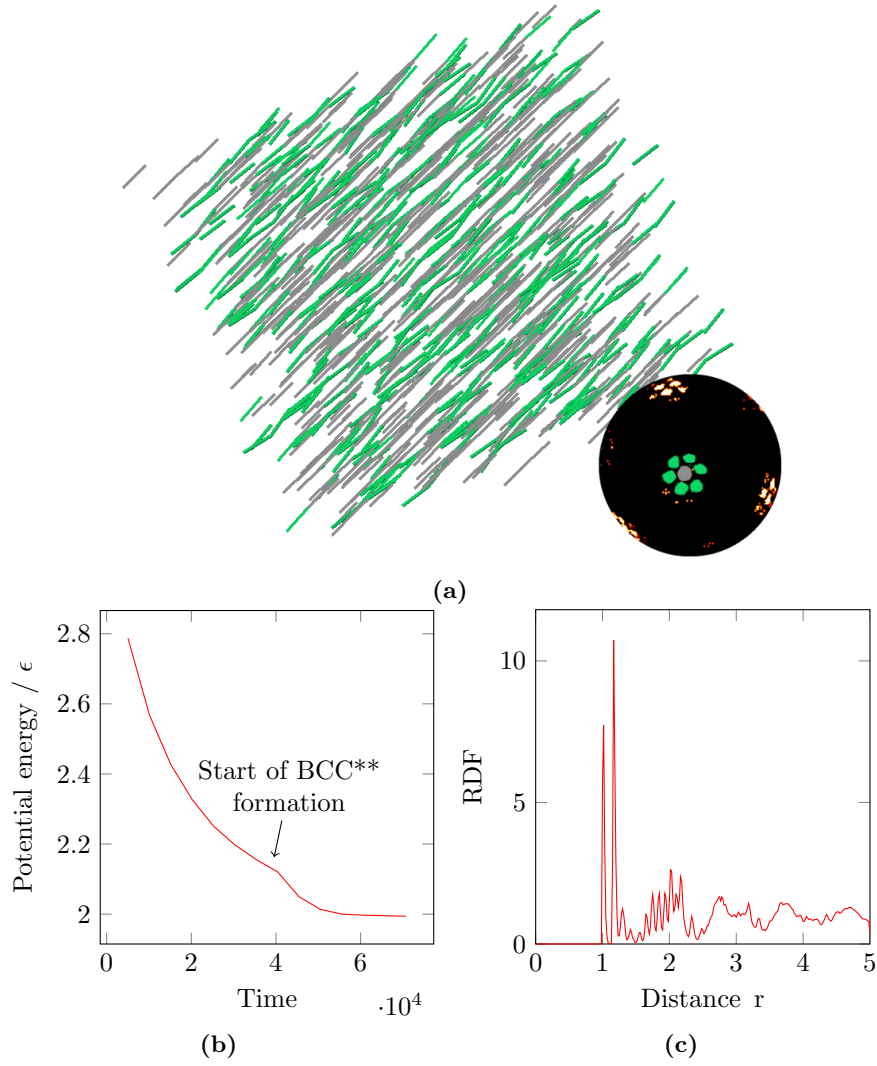 (a)
2.8
2.6
2.4
2.2
2
0
2
4
6
·10⁴
Potential energy / ϵ
Time
Start of BCC**
formation
(b)
10
5
0
0
1
2
3
4
5
RDF
Distance r
(c)